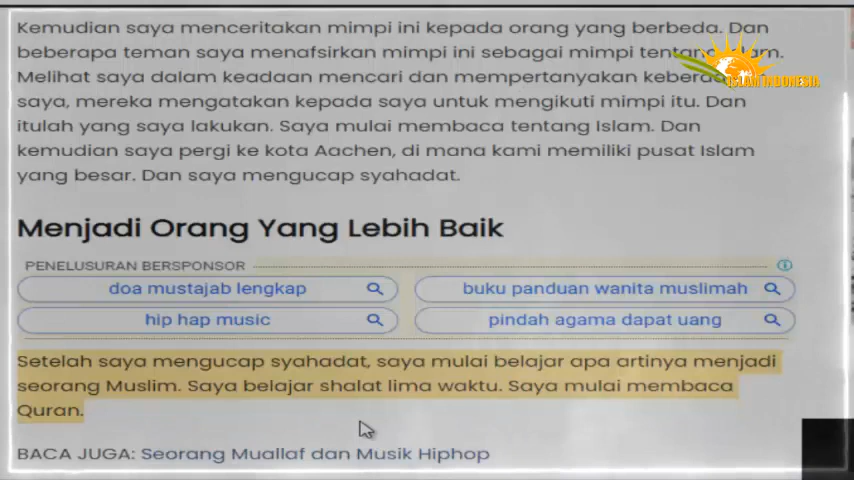 Kemudian saya menceritakan mimpi ini kepada orang yang berbeda. Dan
beberapa teman saya menafsirkan mimpi ini sebagai mimpi tentang Islam.
Melihat saya dalam keadaan mencari dan mempertanyakan
saya, mereka mengatakan kepada saya untuk mengikuti mimpi itu. Dan
itulah yang saya lakukan. Saya mulai membaca tentang Islam. Dan
kemudian saya pergi ke kota Aachen, di mana kami memiliki pusat Islam
yang besar. Dan saya mengucap syahadat.
ISLAM INDONESIA
Menjadi Orang Yang Lebih Baik
PENELUSURAN BERSPONSOR
doa mustajab lengkap
buku panduan wanita muslimah
hip hap music
pindah agama dapat uang
Setelah saya mengucap syahadat, saya mulai belajar apa artinya menjadi
seorang Muslim. Saya belajar shalat lima waktu. Saya mulai membaca
Quran.
BACA JUGA: Seorang Muallaf dan Musik Hiphop